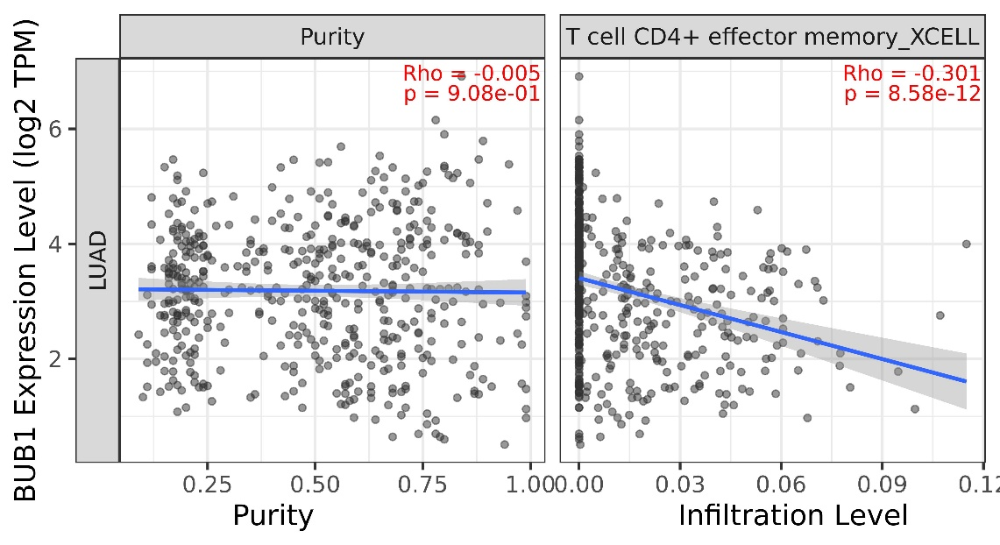 BUB1 Expression Level (log2 TPM)
LUAD
Purity
T cell CD4+ effector memory_XCELL
Rho = -0.005
p = 9.08e-01
Rho = -0.301
p = 8.58e-12
6
4
2
0.25 0.50 0.75 1.00
0.00 0.03 0.06 0.09 0.12
Purity
Infiltration Level